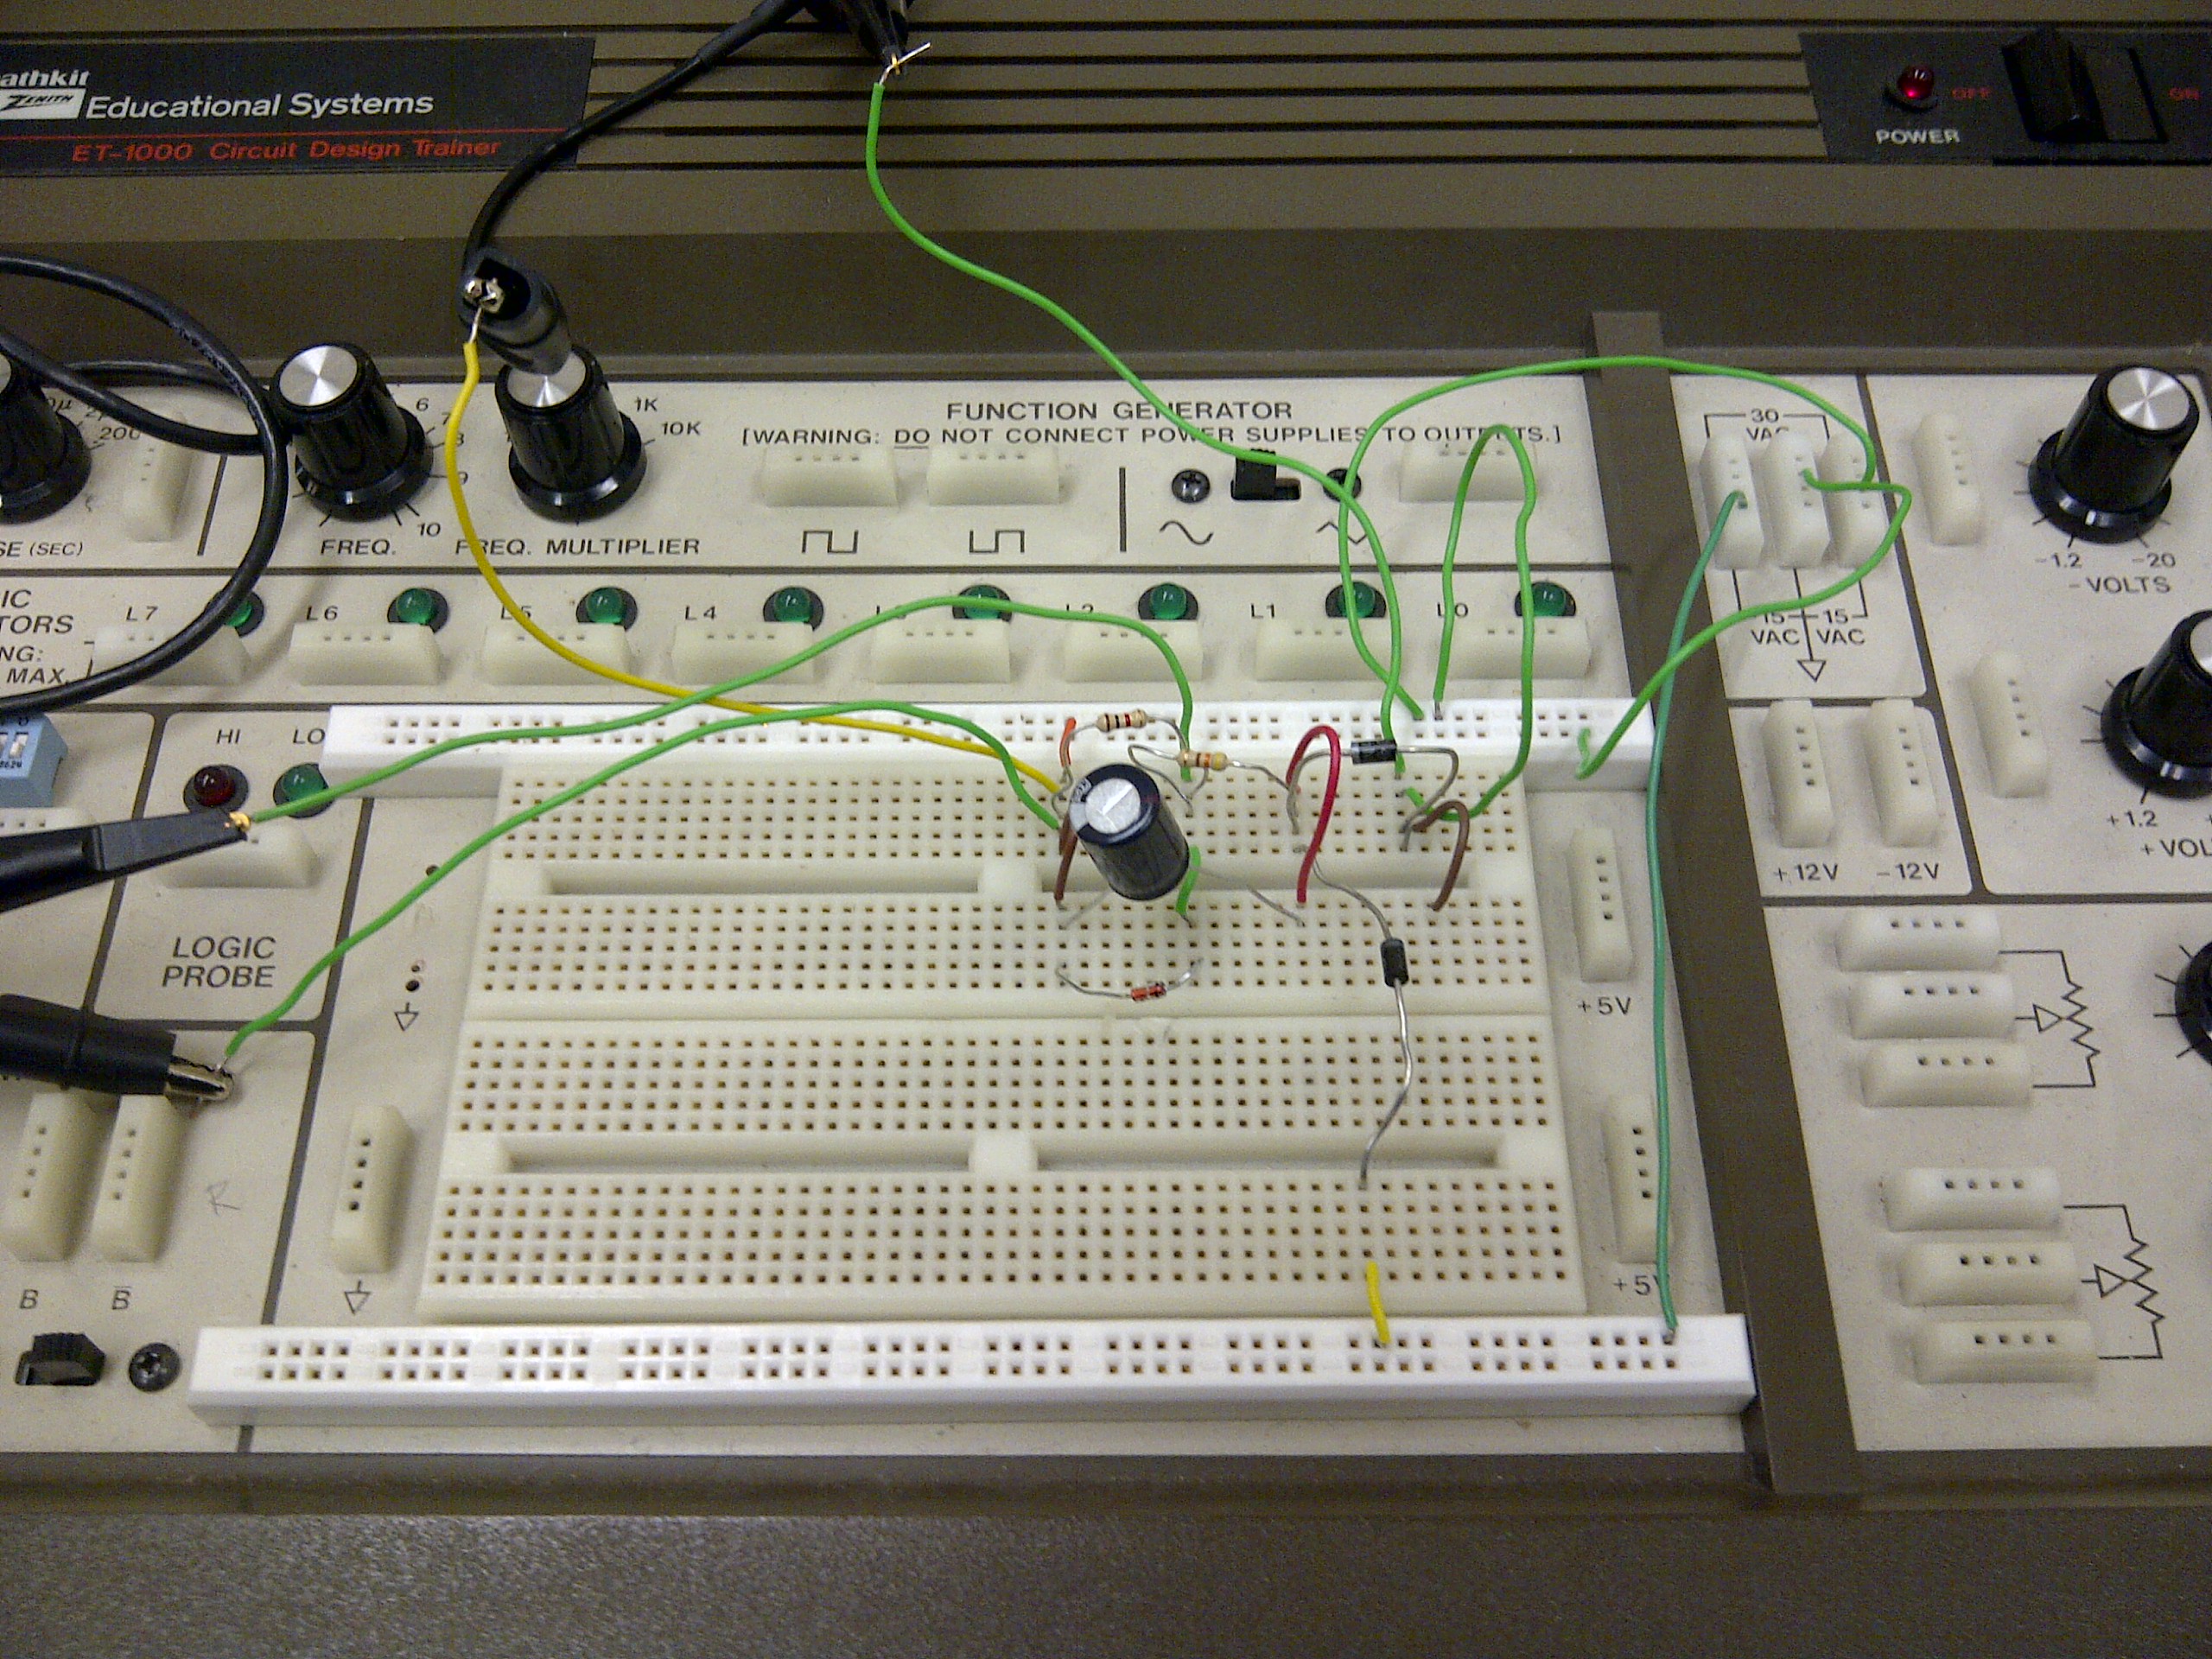 athkit
ZENITH Educational Systems
ET-1000 Circuit Design Trainer
OFF
ON
POWER
200
6
7
8
9
10
1K
10K
FUNCTION GENERATOR
[WARNING: DO NOT CONNECT POWER SUPPLIES TO OUTPUTS.]
SE (SEC)
FREQ.
FREQ. MULTIPLIER
30
VAC
-1.2
-20
-VOLTS
IC
TORS
NG:
MAX.
L7
L6
L5
L4
L2
L1
L0
15 15
VAC VAC
HI
LO
LOGIC
PROBE
+12V
-12V
+1.2
+VOL
+5V
+5V
R
B
B̅